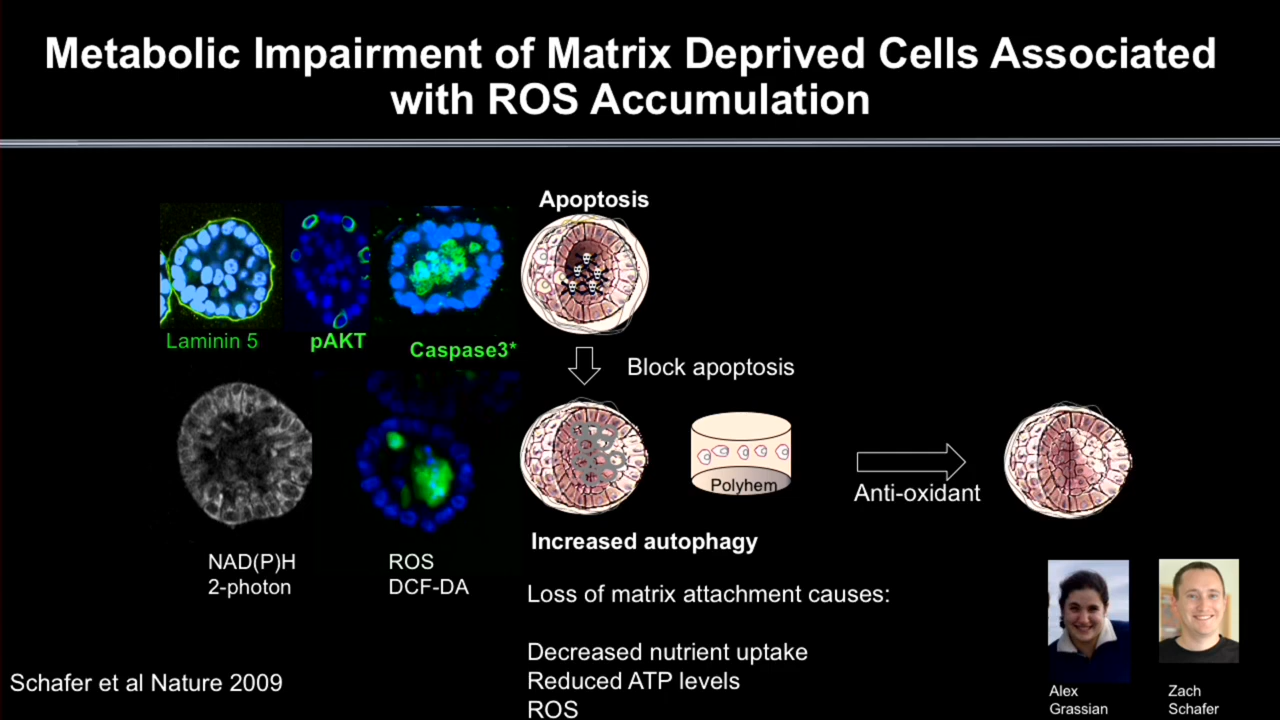 Metabolic Impairment of Matrix Deprived Cells Associated
with ROS Accumulation
Apoptosis
Laminin 5
pAKT
Caspase3*
Block apoptosis
Polyhem
Anti-oxidant
NAD(P)H
2-photon
ROS
DCF-DA
Increased autophagy
Loss of matrix attachment causes:
Decreased nutrient uptake
Reduced ATP levels
ROS
Schafer et al Nature 2009
Alex
Grassian
Zach
Schafer